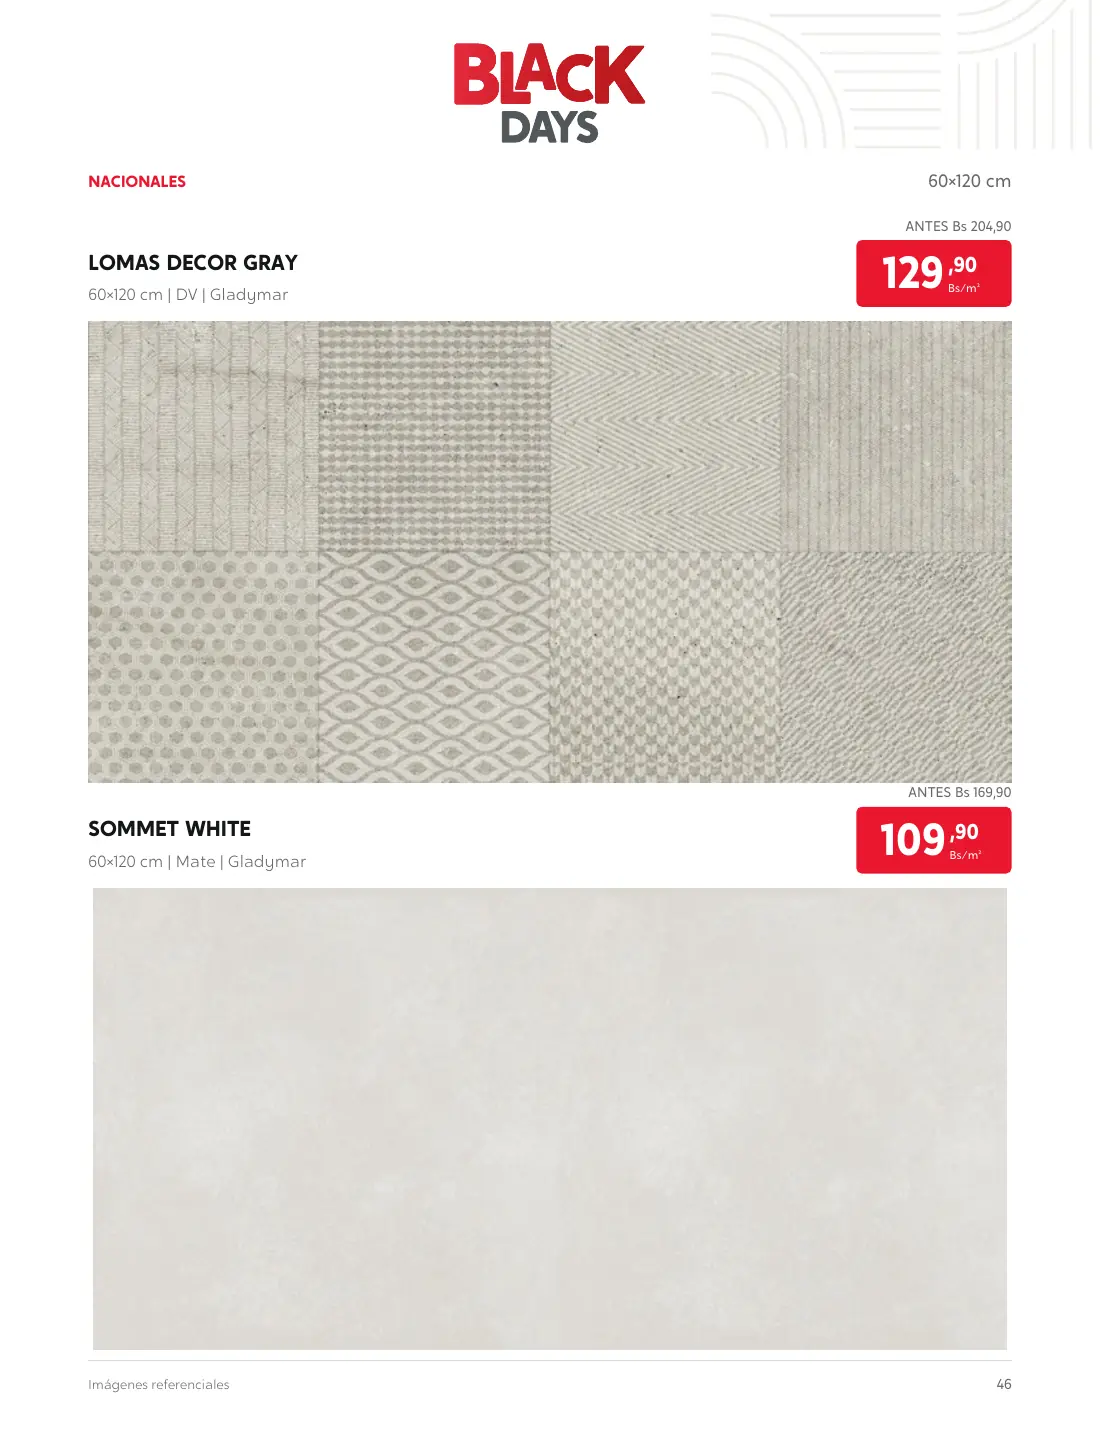 BLACK
DAYS
NACIONALES
60×120 cm
ANTES Bs 204,90
LOMAS DECOR GRAY
129,90
Bs/m²
60×120 cm | DV | Gladymar
ANTES Bs 169,90
SOMMET WHITE
109,90
Bs/m²
60×120 cm | Mate | Gladymar
Imágenes referenciales
46